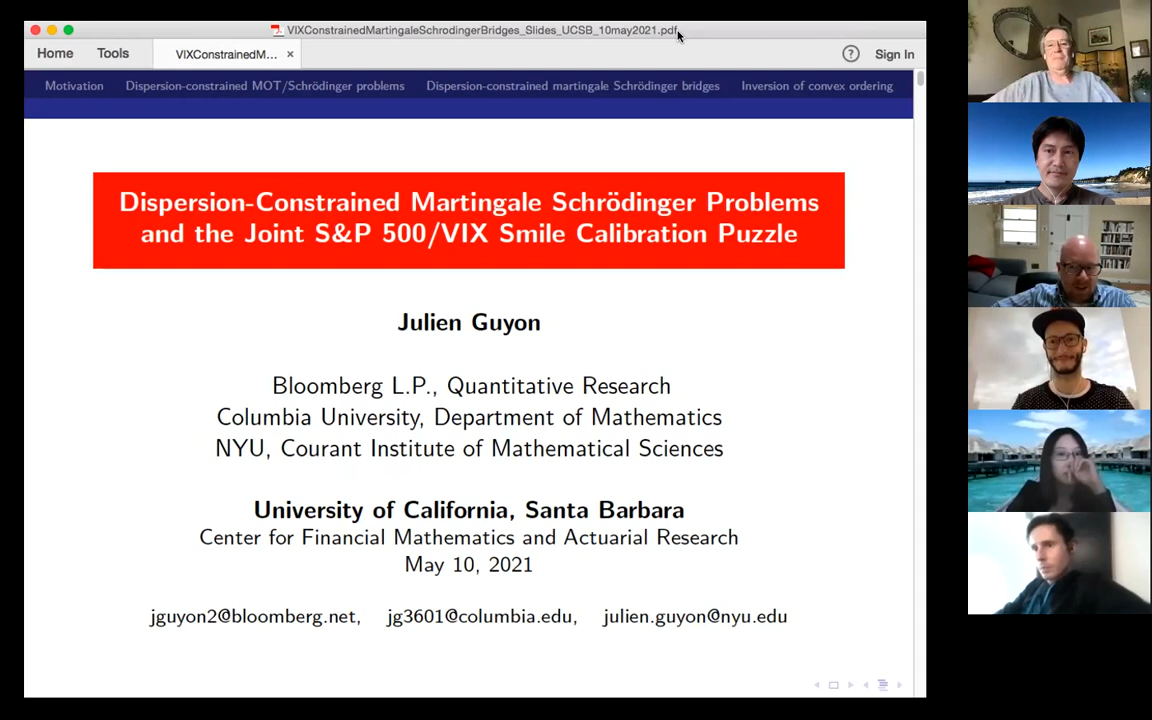 VIXConstrainedMartingaleSchrodingerBridges_Slides_UCSB_10may2021.pdf
Home Tools VIXConstrainedM... × ? Sign In
Motivation Dispersion-constrained MOT/Schrödinger problems Dispersion-constrained martingale Schrödinger bridges Inversion of convex ordering
Dispersion-Constrained Martingale Schrödinger Problems
and the Joint S&P 500/VIX Smile Calibration Puzzle
Julien Guyon
Bloomberg L.P., Quantitative Research
Columbia University, Department of Mathematics
NYU, Courant Institute of Mathematical Sciences
University of California, Santa Barbara
Center for Financial Mathematics and Actuarial Research
May 10, 2021
jguyon2@bloomberg.net, jg3601@columbia.edu, julien.guyon@nyu.edu